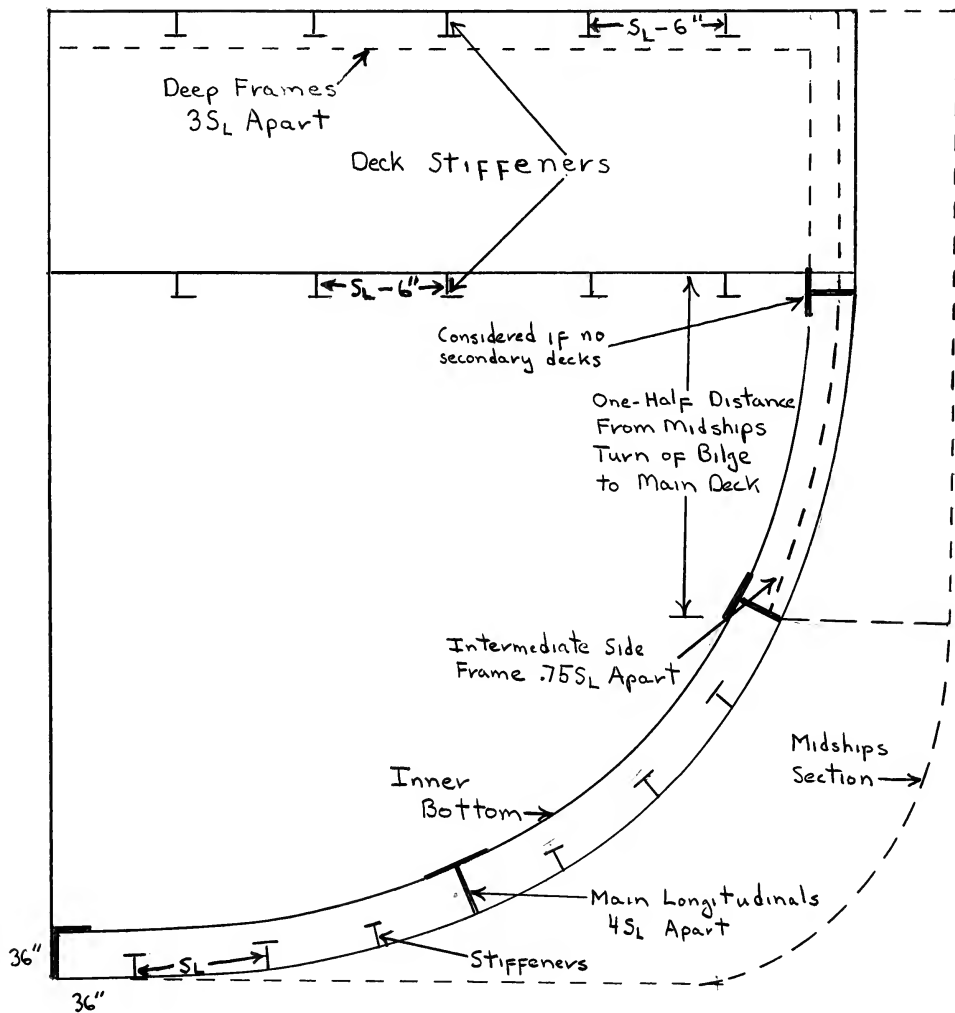 S_L-6"
Deep Frames
3S_L Apart
Deck Stiffeners
S_L-6"
Considered if no
secondary decks
One-Half Distance
From Midships
Turn of Bilge
to Main Deck
Intermediate Side
Frame .75S_L Apart
Midships
Section
Inner
Bottom
Main Longitudinals
4S_L Apart
36"
S_L
Stiffeners
36"